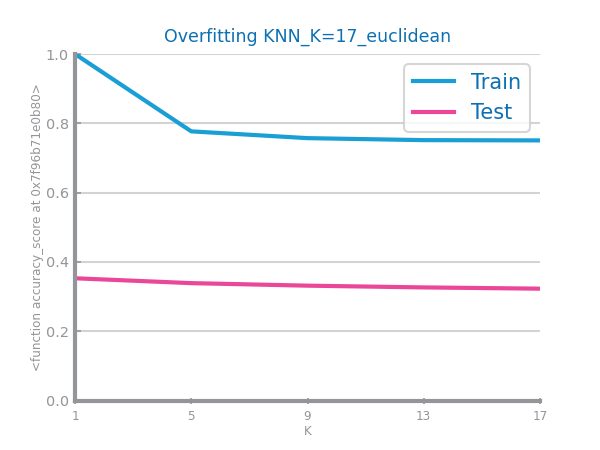 Overfitting KNN_K=17_euclidean
<function accuracy_score at 0x7f96b71e0b80>
1.0
0.8
0.6
0.4
0.2
0.0
Train
Test
1 5 9 13 17
K